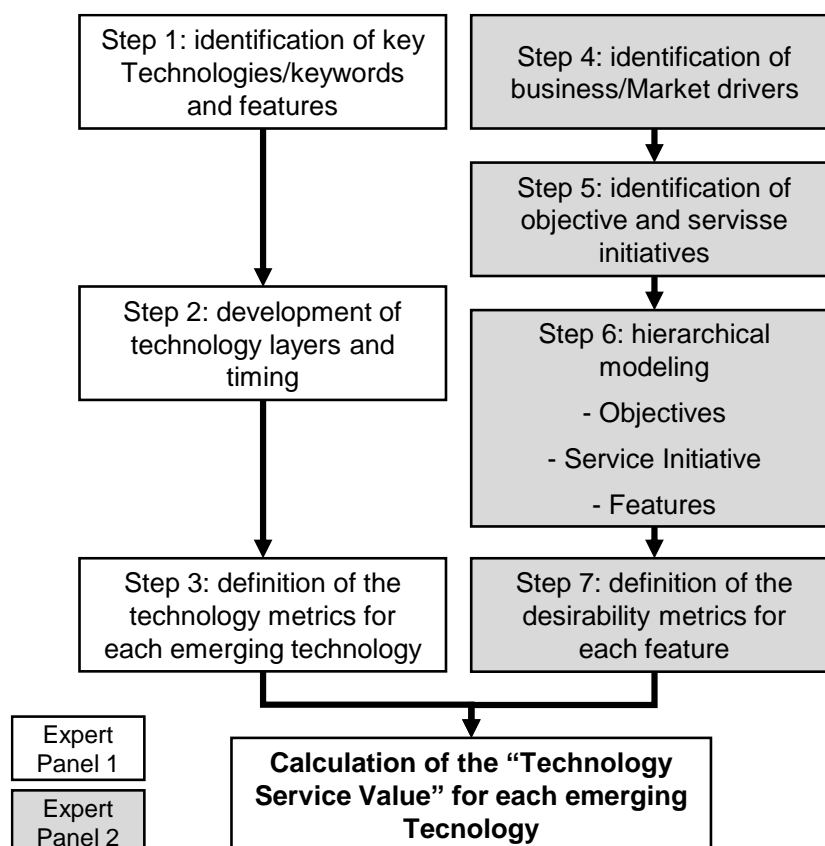 Step 1: identification of key
Technologies/keywords
and features
Step 4: identification of
business/Market drivers
Step 5: identification of
objective and servisse
initiatives
Step 2: development of
technology layers and
timing
Step 6: hierarchical
modeling
- Objectives
- Service Initiative
- Features
Step 3: definition of the
technology metrics for
each emerging technology
Step 7: definition of the
desirability metrics for
each feature
Expert
Panel 1
Expert
Panel 2
Calculation of the “Technology
Service Value” for each emerging
Tecnology